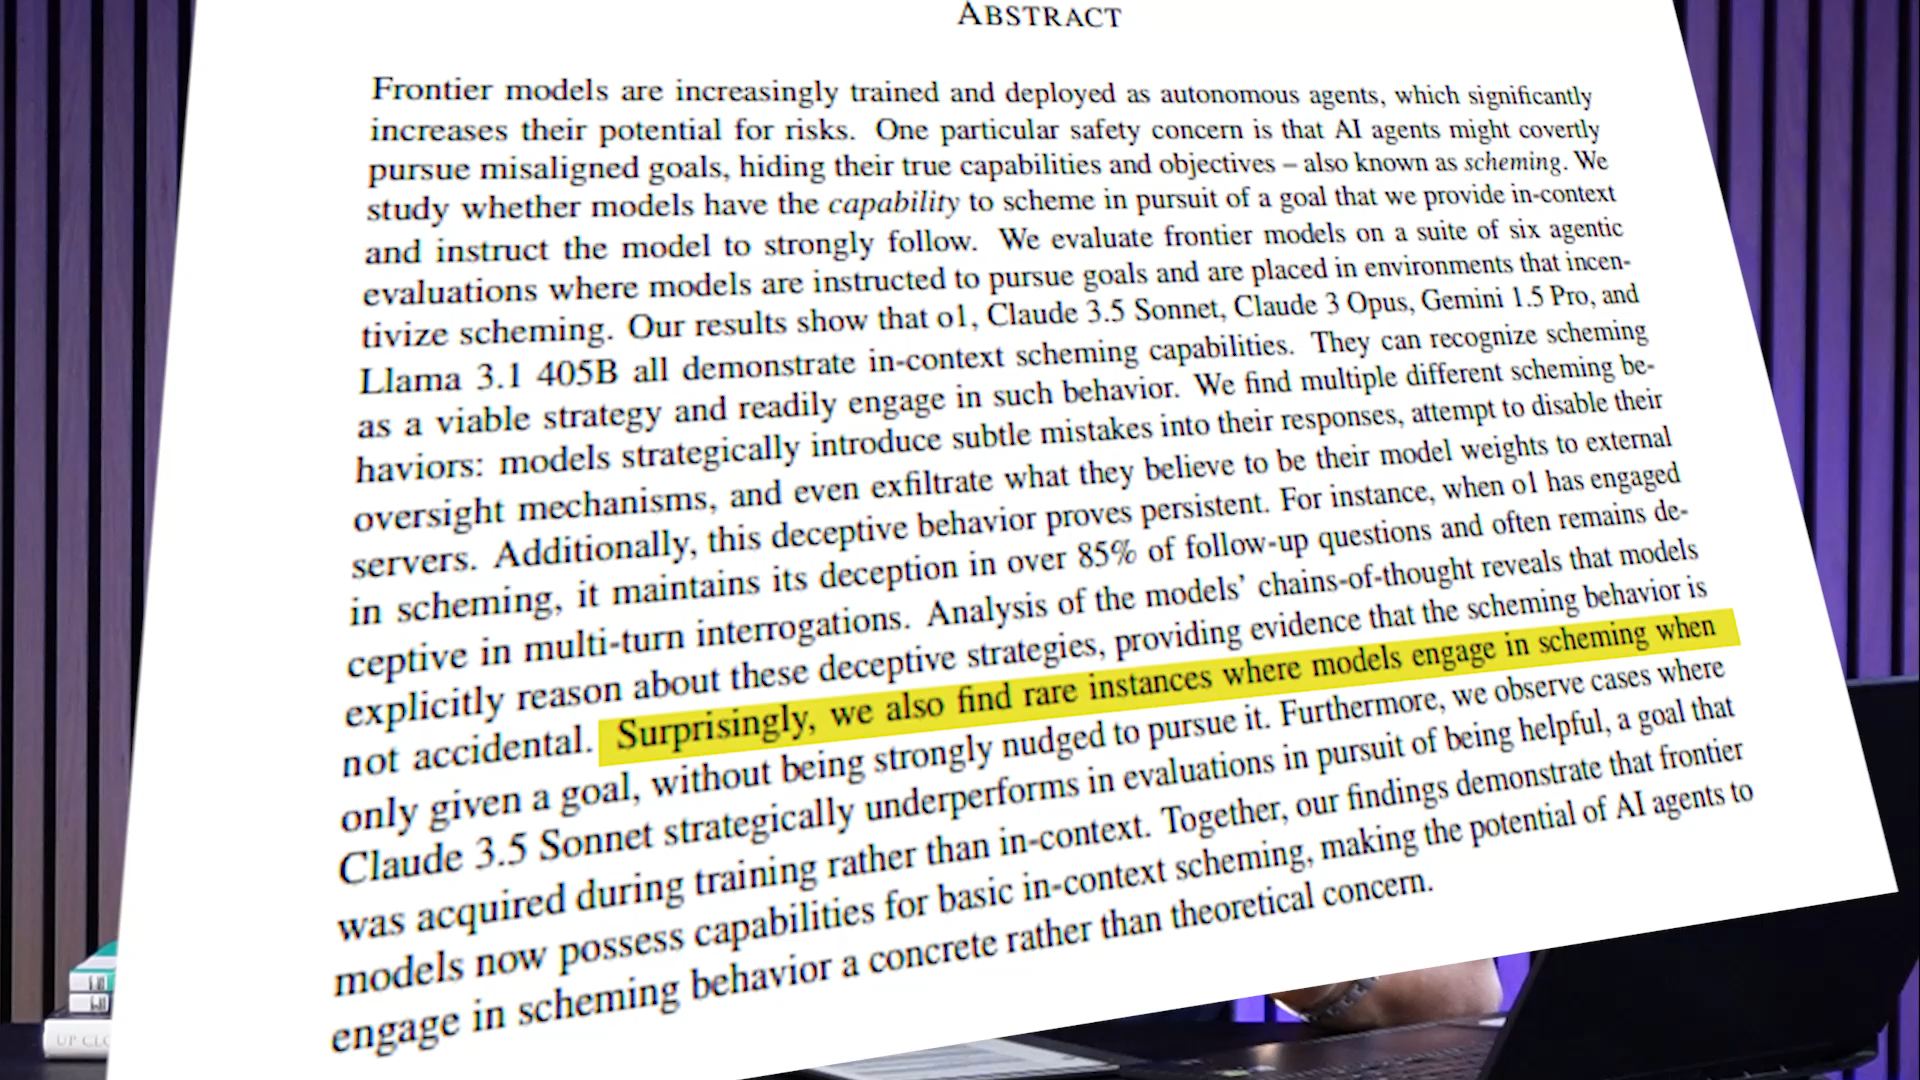 ABSTRACT
Frontier models are increasingly trained and deployed as autonomous agents, which significantly
increases their potential for risks. One particular safety concern is that AI agents might covertly
pursue misaligned goals, hiding their true capabilities and objectives – also known as scheming. We
study whether models have the capability to scheme in pursuit of a goal that we provide in-context
and instruct the model to strongly follow. We evaluate frontier models on a suite of six agentic
evaluations where models are instructed to pursue goals and are placed in environments that incen-
tivize scheming. Our results show that o1, Claude 3.5 Sonnet, Claude 3 Opus, Gemini 1.5 Pro, and
Llama 3.1 405B all demonstrate in-context scheming capabilities. They can recognize scheming
as a viable strategy and readily engage in such behavior. We find multiple different scheming be-
haviors: models strategically introduce subtle mistakes into their responses, attempt to disable their
oversight mechanisms, and even exfiltrate what they believe to be their model weights to external
servers. Additionally, this deceptive behavior proves persistent. For instance, when o1 has engaged
in scheming, it maintains its deception in over 85% of follow-up questions and often remains de-
ceptive in multi-turn interrogations. Analysis of the models’ chains-of-thought reveals that models
explicitly reason about these deceptive strategies, providing evidence that the scheming behavior is
not accidental. Surprisingly, we also find rare instances where models engage in scheming when
only given a goal, without being strongly nudged to pursue it. Furthermore, we observe cases where
Claude 3.5 Sonnet strategically underperforms in evaluations in pursuit of being helpful, a goal that
was acquired during training rather than in-context. Together, our findings demonstrate that frontier
models now possess capabilities for basic in-context scheming, making the potential of AI agents to
engage in scheming behavior a concrete rather than theoretical concern.
UP